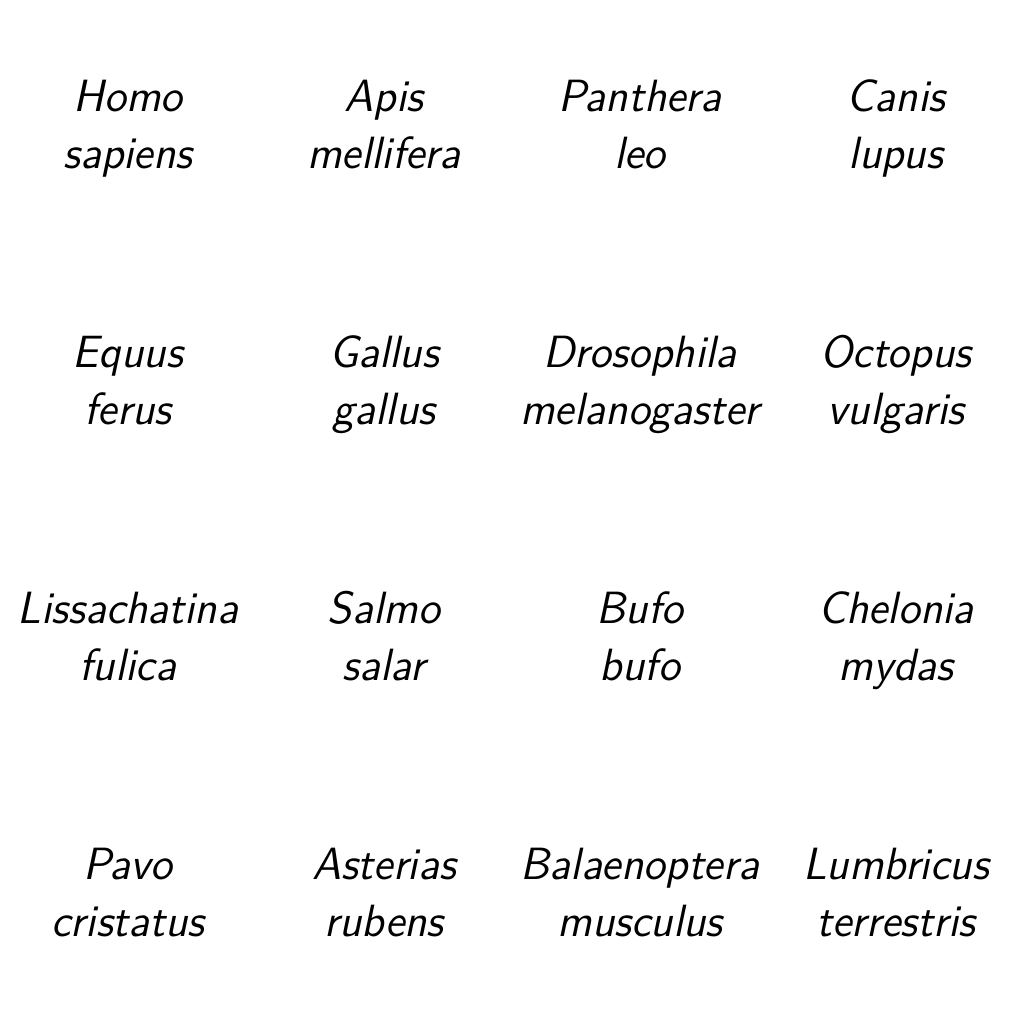 Homo
sapiens
Apis
mellifera
Panthera
leo
Canis
lupus
Equus
ferus
Gallus
gallus
Drosophila
melanogaster
Octopus
vulgaris
Lissachatina
fulica
Salmo
salar
Bufo
bufo
Chelonia
mydas
Pavo
cristatus
Asterias
rubens
Balaenoptera
musculus
Lumbricus
terrestris